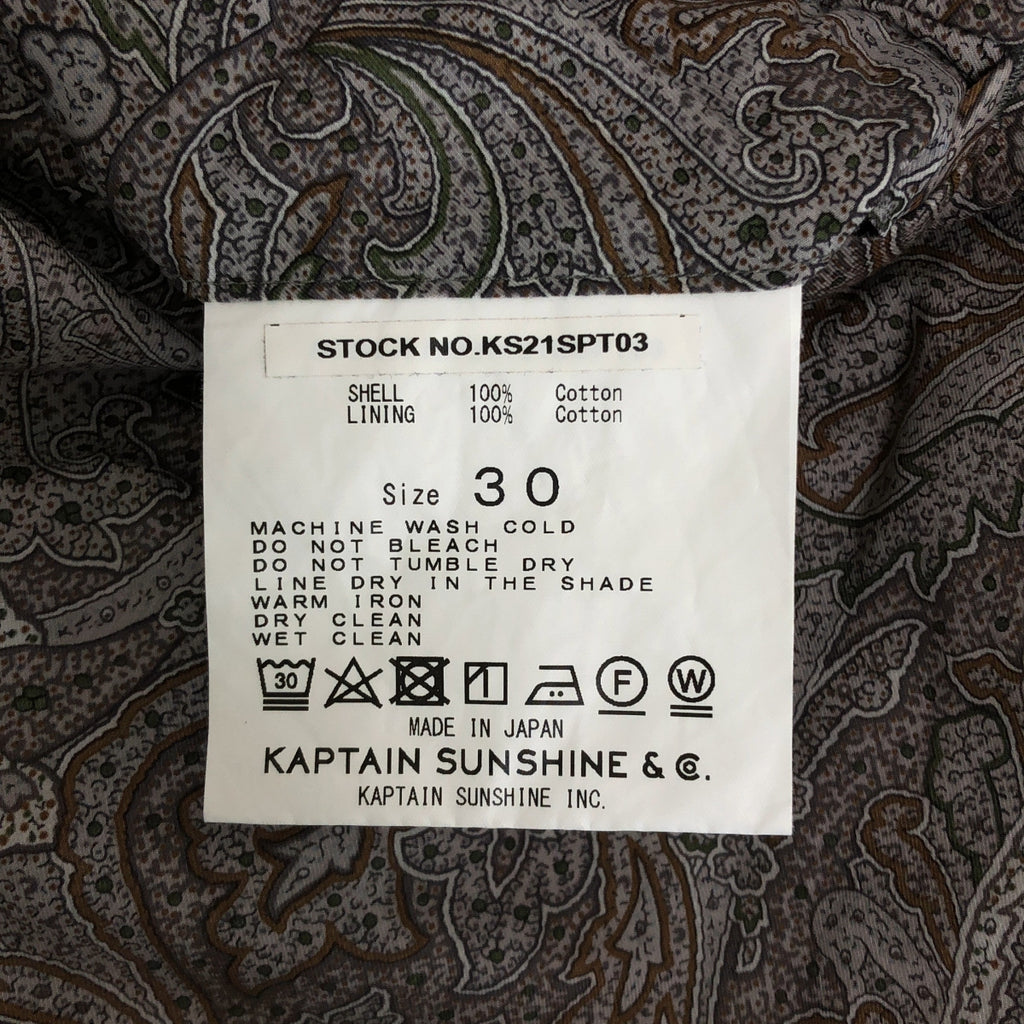 STOCK NO.KS21SPT03
SHELL 100% Cotton
LINING 100% Cotton
Size 30
MACHINE WASH COLD
DO NOT BLEACH
DO NOT TUMBLE DRY
LINE DRY IN THE SHADE
WARM IRON
DRY CLEAN
WET CLEAN
30 F W
MADE IN JAPAN
KAPTAIN SUNSHINE & Co.
KAPTAIN SUNSHINE INC.